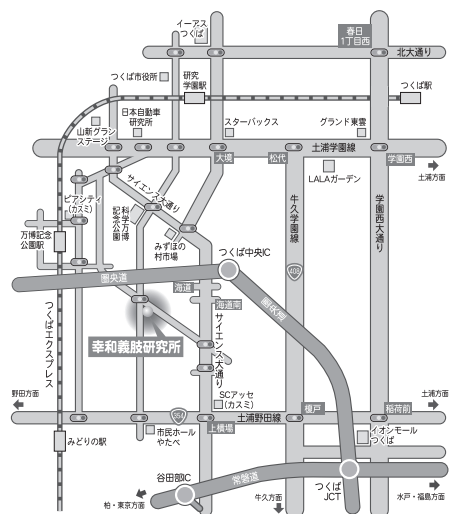 イーアス
つくば
春日
1丁目西
北大通り
つくば市役所
研究
学園駅
つくば駅
日本自動車
研究所
山新グラン
ステージ
スターバックス
グランド東雲
大境
松代
土浦学園線
学園西
土浦方面
LALAガーデン
サイエンス大通り
ピアシティ
(カスミ)
科学万博
記念公園
牛久学園線
学園西大通り
みずほの
村市場
万博記念
公園駅
つくば中央IC
408
圏央道
海道
海道南
圏央道
つくばエクスプレス
幸和義肢研究所
サイエンス大通り
SCアッセ
(カスミ)
野田方面
354
土浦野田線
榎戸
稲荷前
土浦方面
上横場
市民ホール
やたべ
みどりの駅
イオンモール
つくば
谷田部IC
常磐道
柏・東京方面
牛久方面
つくば
JCT
水戸・福島方面